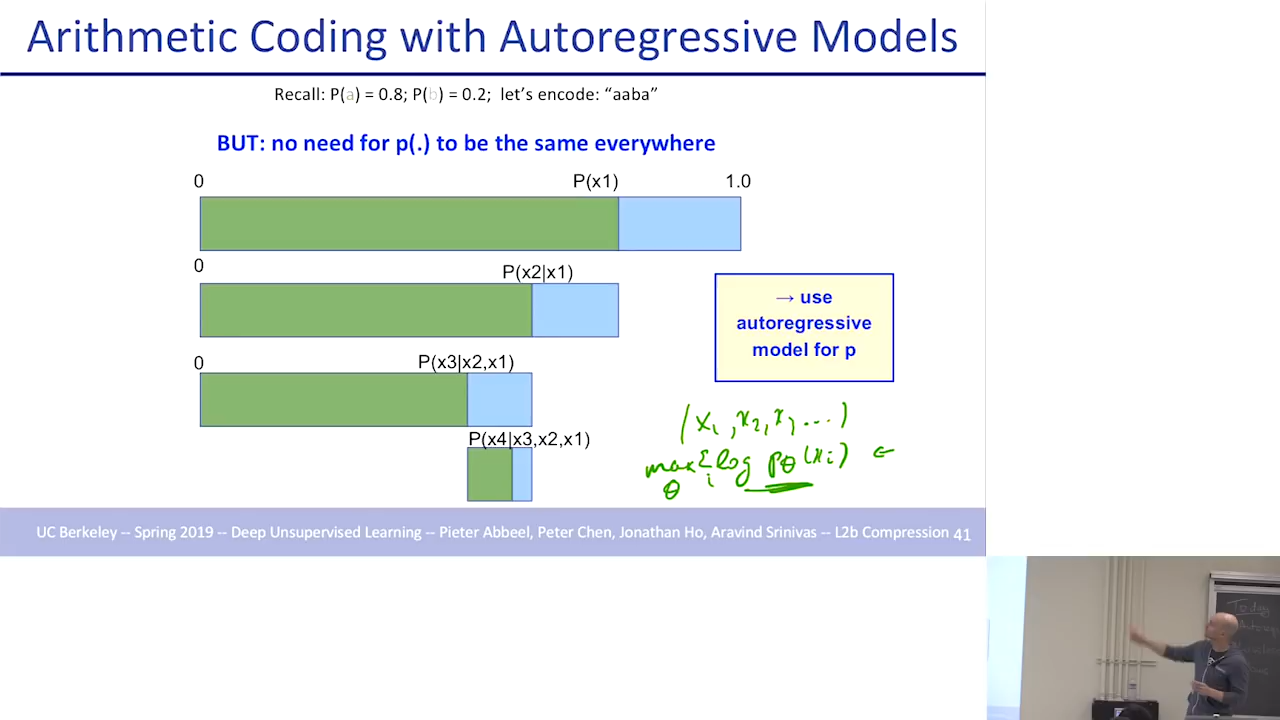 Arithmetic Coding with Autoregressive Models
Recall: P(a) = 0.8; P(b) = 0.2; let's encode: “aaba”
BUT: no need for p(.) to be the same everywhere
0 P(x1) 1.0
0 P(x2|x1)
→ use
autoregressive
model for p
0 P(x3|x2,x1)
P(x4|x3,x2,x1)
(x₁, x₂, x₃ ...)
max Σ log pθ(xi) ←
θ i
UC Berkeley -- Spring 2019 -- Deep Unsupervised Learning -- Pieter Abbeel, Peter Chen, Jonathan Ho, Aravind Srinivas -- L2b Compression 41
Today